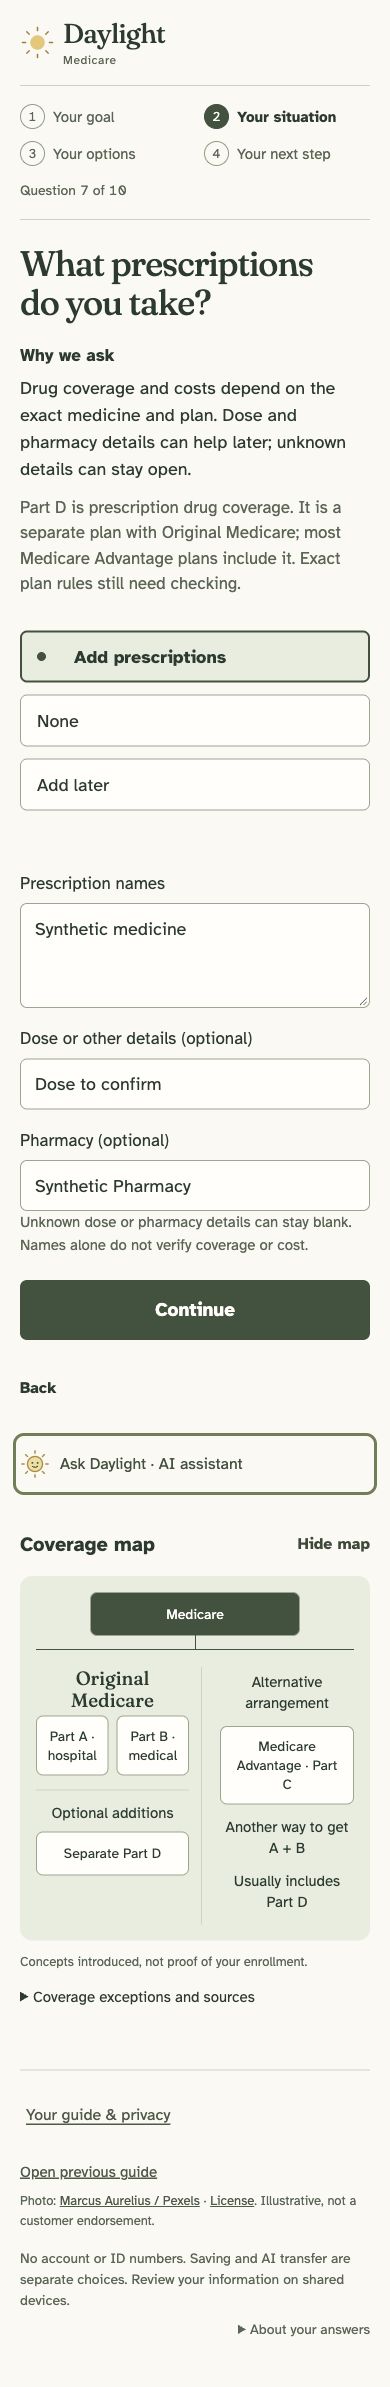 Daylight
Medicare
1 Your goal
2 Your situation
3 Your options
4 Your next step
Question 7 of 10
What prescriptions
do you take?
Why we ask
Drug coverage and costs depend on the
exact medicine and plan. Dose and
pharmacy details can help later; unknown
details can stay open.
Part D is prescription drug coverage. It is a
separate plan with Original Medicare; most
Medicare Advantage plans include it. Exact
plan rules still need checking.
Add prescriptions
None
Add later
Prescription names
Synthetic medicine
Dose or other details (optional)
Dose to confirm
Pharmacy (optional)
Synthetic Pharmacy
Unknown dose or pharmacy details can stay blank.
Names alone do not verify coverage or cost.
Continue
Back
Ask Daylight · AI assistant
Coverage map
Hide map
Medicare
Original
Medicare
Part A ·
hospital
Part B ·
medical
Optional additions
Separate Part D
Alternative
arrangement
Medicare
Advantage · Part
C
Another way to get
A + B
Usually includes
Part D
Concepts introduced, not proof of your enrollment.
Coverage exceptions and sources
Your guide & privacy
Open previous guide
Photo: Marcus Aurelius / Pexels · License. Illustrative, not a
customer endorsement.
No account or ID numbers. Saving and AI transfer are
separate choices. Review your information on shared
devices.
About your answers